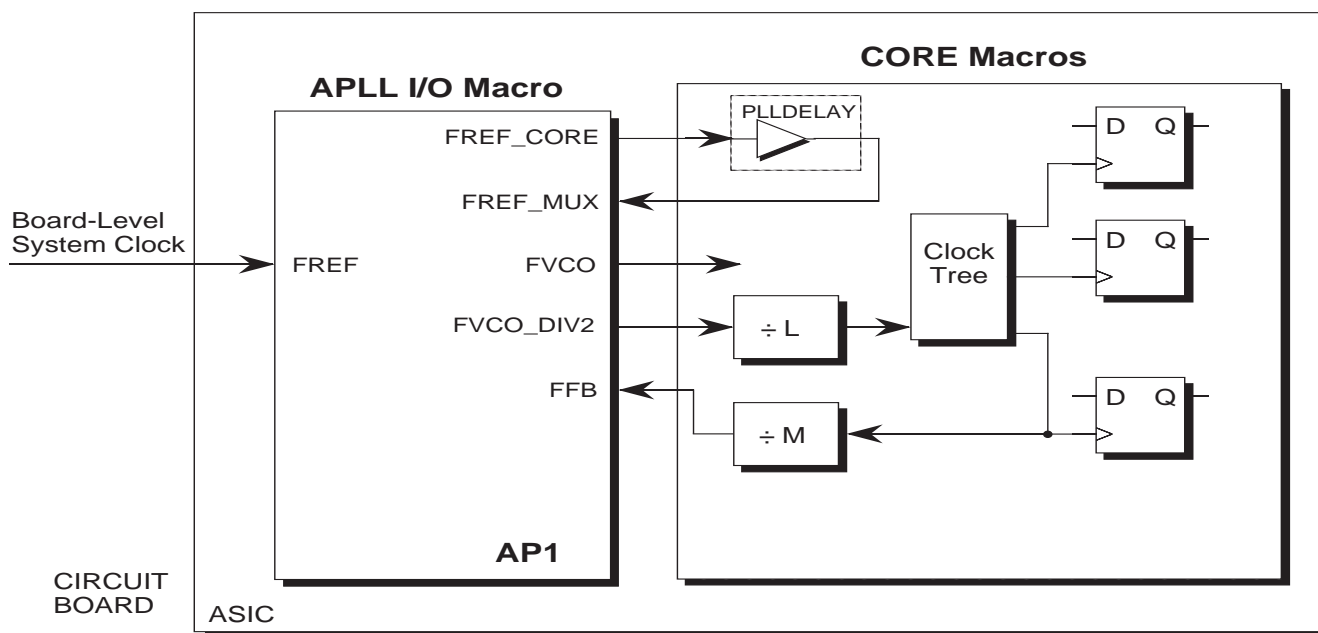 CORE Macros
APLL I/O Macro
PLLDELAY
D Q
FREF_CORE
FREF_MUX
Board-Level
System Clock
FREF
FVCO
Clock
Tree
D Q
FVCO_DIV2
÷ L
FFB
D Q
÷ M
AP1
CIRCUIT
BOARD
ASIC